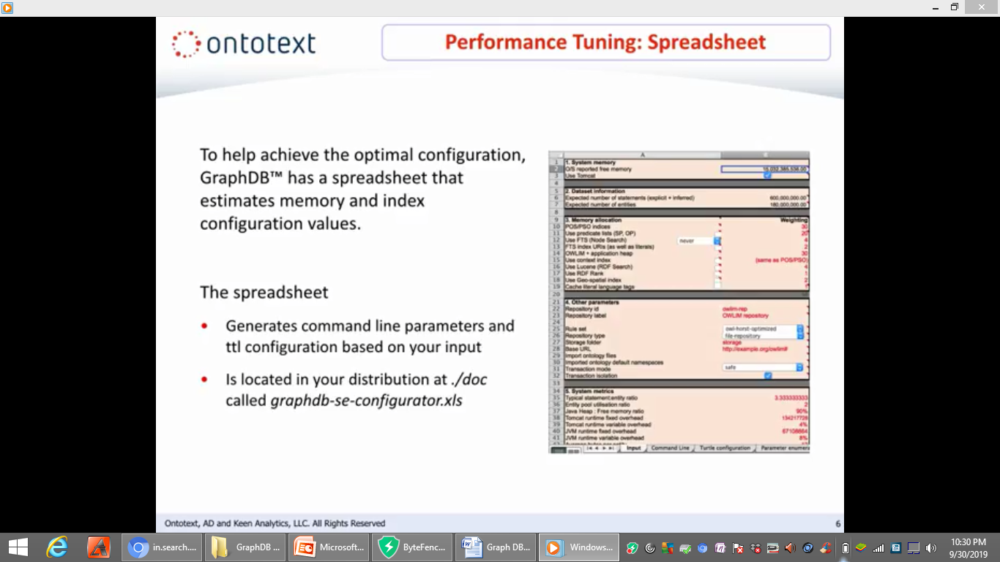 ontotext
Performance Tuning: Spreadsheet
To help achieve the optimal configuration,
GraphDB™ has a spreadsheet that
estimates memory and index
configuration values.
The spreadsheet
• Generates command line parameters and
ttl configuration based on your input
• Is located in your distribution at ./doc
called graphdb-se-configurator.xls
A
1 1. System memory
2 O/S reported free memory 15,032,385,536.00
3 Use Tomcat
4
5 2. Dataset information
6 Expected number of statements (explicit + inferred) 600,000,000.00
7 Expected number of entities 180,000,000.00
8
9 3. Memory allocation Weighting
10 POS/PSO indices 30
11 Use predicate lists (SP, OP) 20
12 Use FTS (Node Search) never 4
13 FTS index URIs (as well as literals) 2
14 OWLIM + application heap 30
15 Use context index (same as POS/PSO)
16 Use Lucene (RDF Search) 4
17 Use RDF Rank 1
18 Use Geo-spatial index 2
19 Cache literal language tags
20
21 4. Other parameters
22 Repository id owlim-rep
23 Repository label OWLIM repository
24
25 Rule set owl-horst-optimized
26 Repository type file-repository
27 Storage folder storage
28 Base URL http://example.org/owlim#
29 Import ontology files
30 Imported ontology default namespaces
31 Transaction mode safe
32 Transaction isolation
33
34 5. System metrics
35 Typical statement:entity ratio 3.333333333
36 Entity pool utilisation ratio 2
37 Java Heap : Free memory ratio 90%
38 Tomcat runtime fixed overhead 134217728
39 Tomcat runtime variable overhead 4%
40 JVM runtime fixed overhead 67108864
41 JVM runtime variable overhead 8%
Input Command Line Turtle configuration Parameter enumera
Ontotext, AD and Keen Analytics, LLC. All Rights Reserved
6
in.search....
GraphDB ...
Microsoft...
ByteFenc...
Graph DB...
Windows...
10:30 PM
9/30/2019